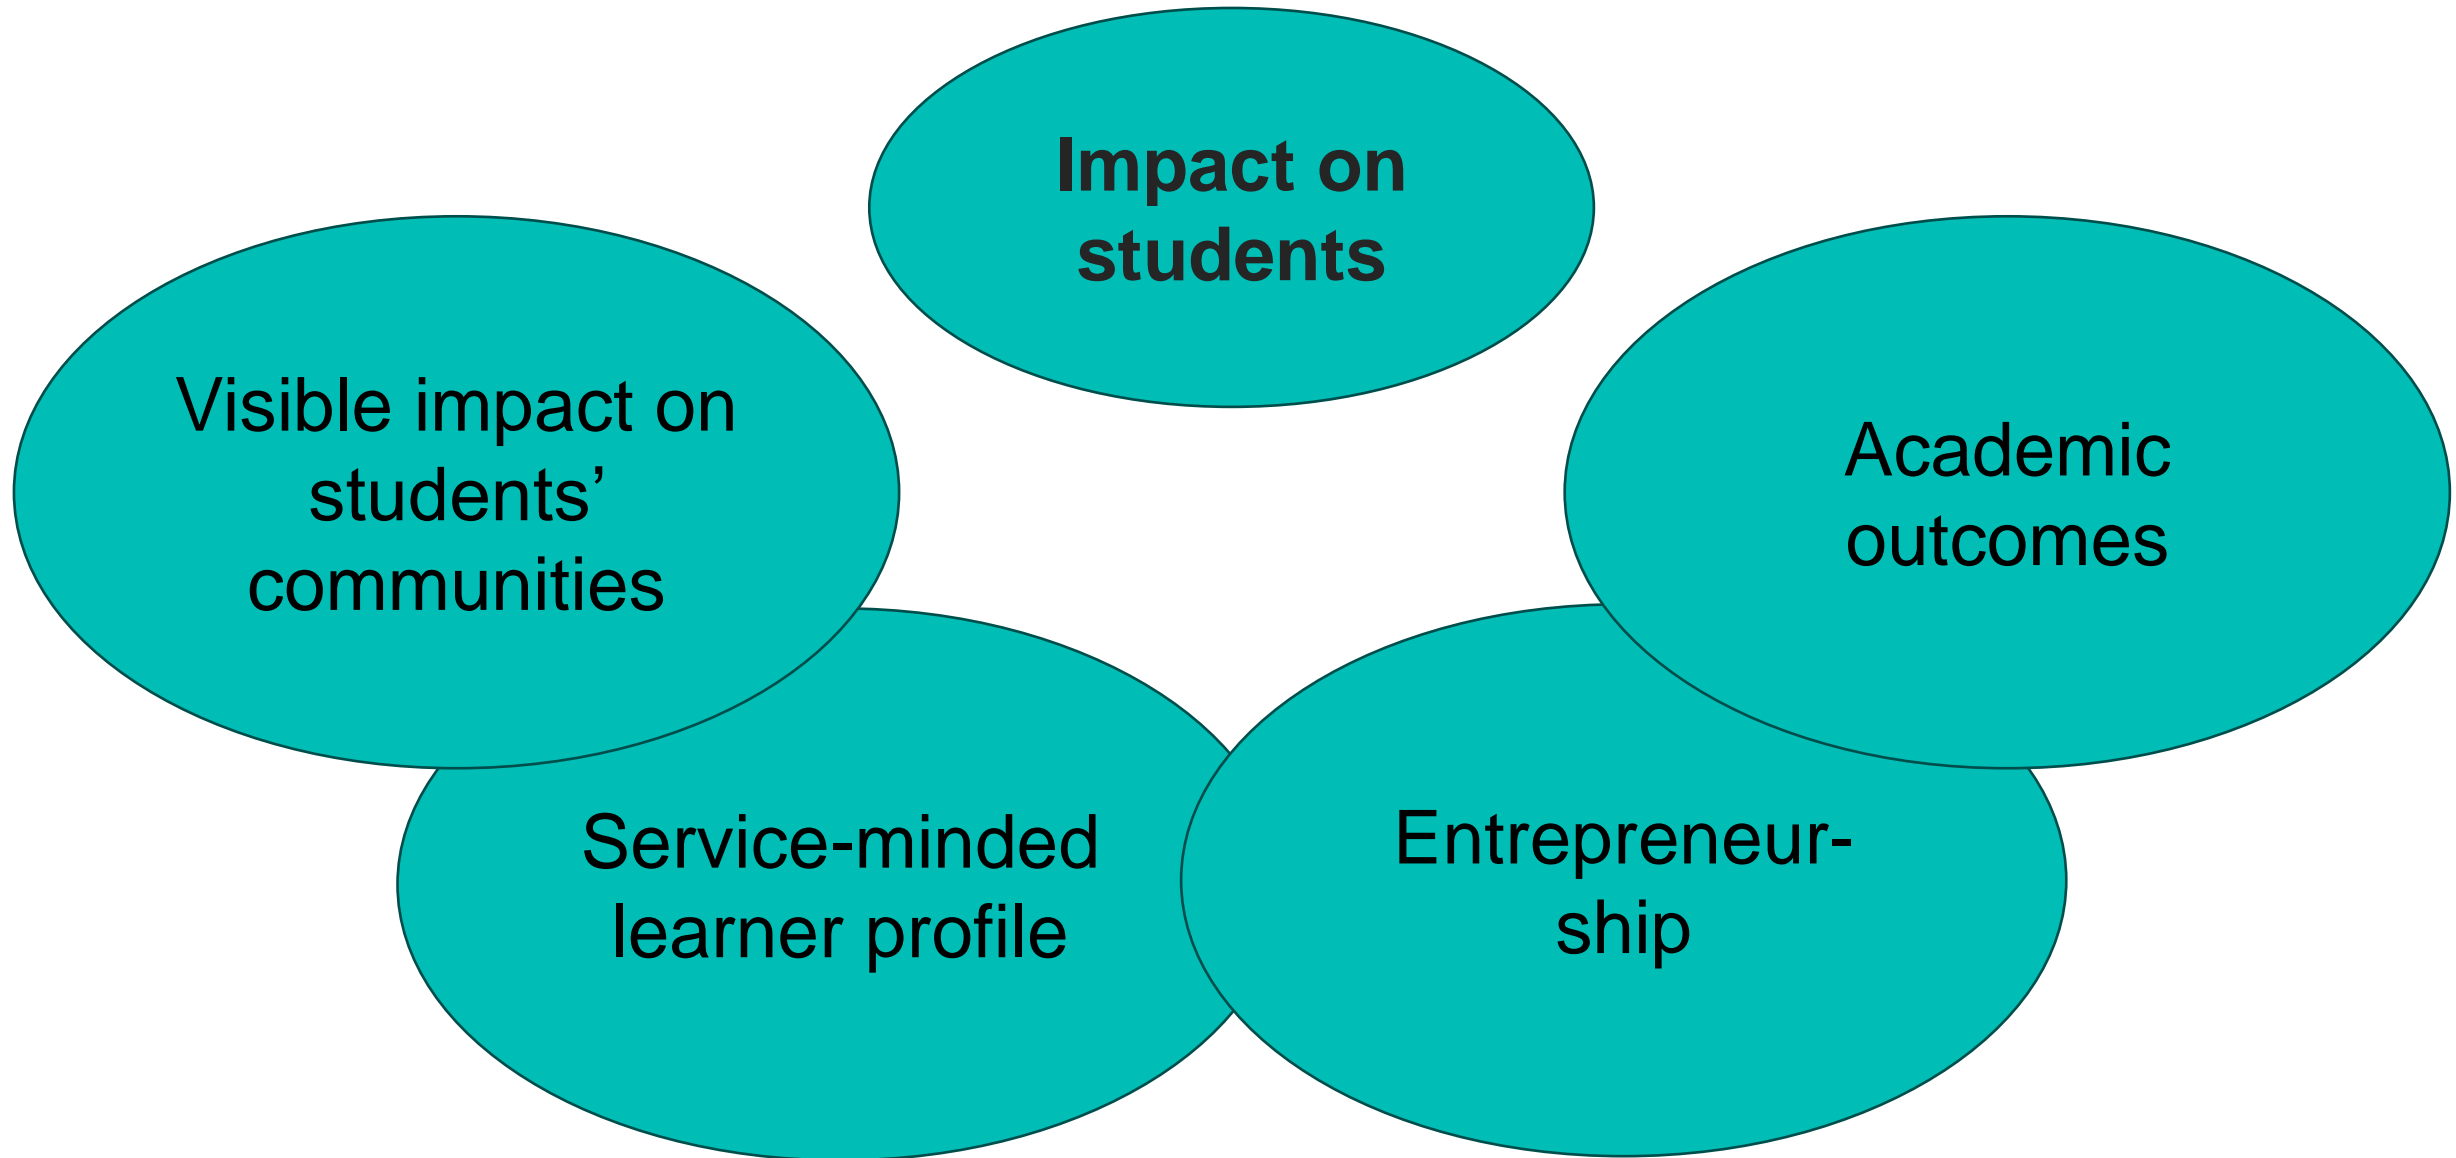 Impact on
students
Visible impact on
students’
communities
Academic
outcomes
Service-minded
learner profile
Entrepreneur-
ship